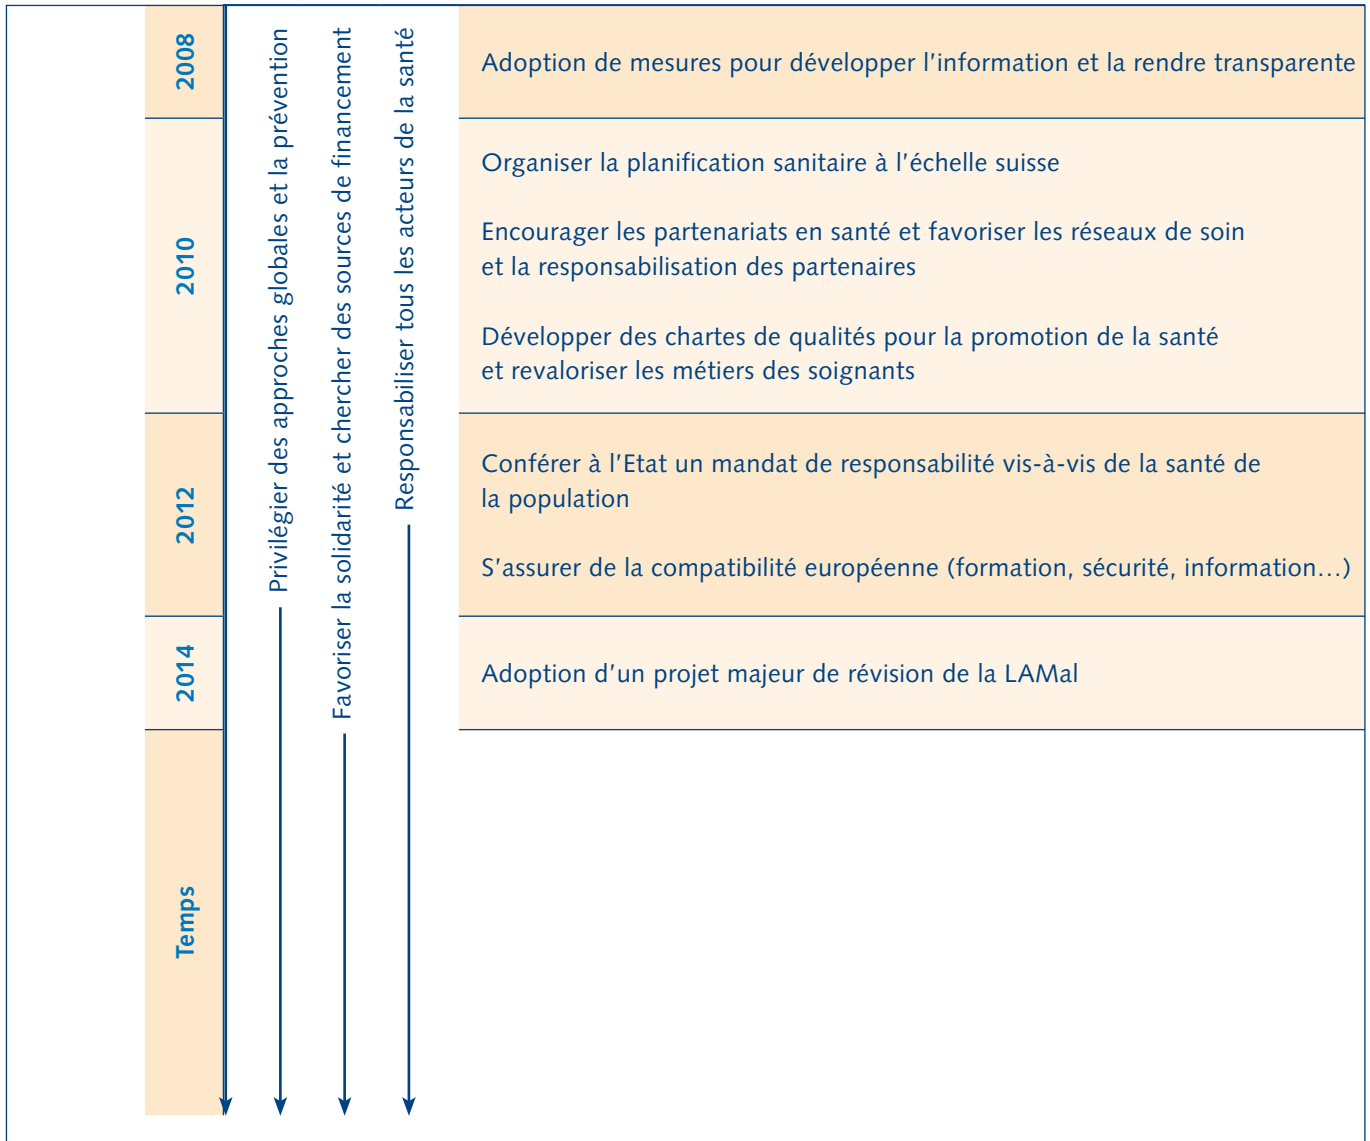 2008
Adoption de mesures pour développer l’information et la rendre transparente
2010
Organiser la planification sanitaire à l’échelle suisse
Encourager les partenariats en santé et favoriser les réseaux de soin
et la responsabilisation des partenaires
Développer des chartes de qualités pour la promotion de la santé
et revaloriser les métiers des soignants
2012
Conférer à l’Etat un mandat de responsabilité vis-à-vis de la santé de
la population
S’assurer de la compatibilité européenne (formation, sécurité, information…)
2014
Adoption d’un projet majeur de révision de la LAMal
Temps
Privilégier des approches globales et la prévention
Favoriser la solidarité et chercher des sources de financement
Responsabiliser tous les acteurs de la santé